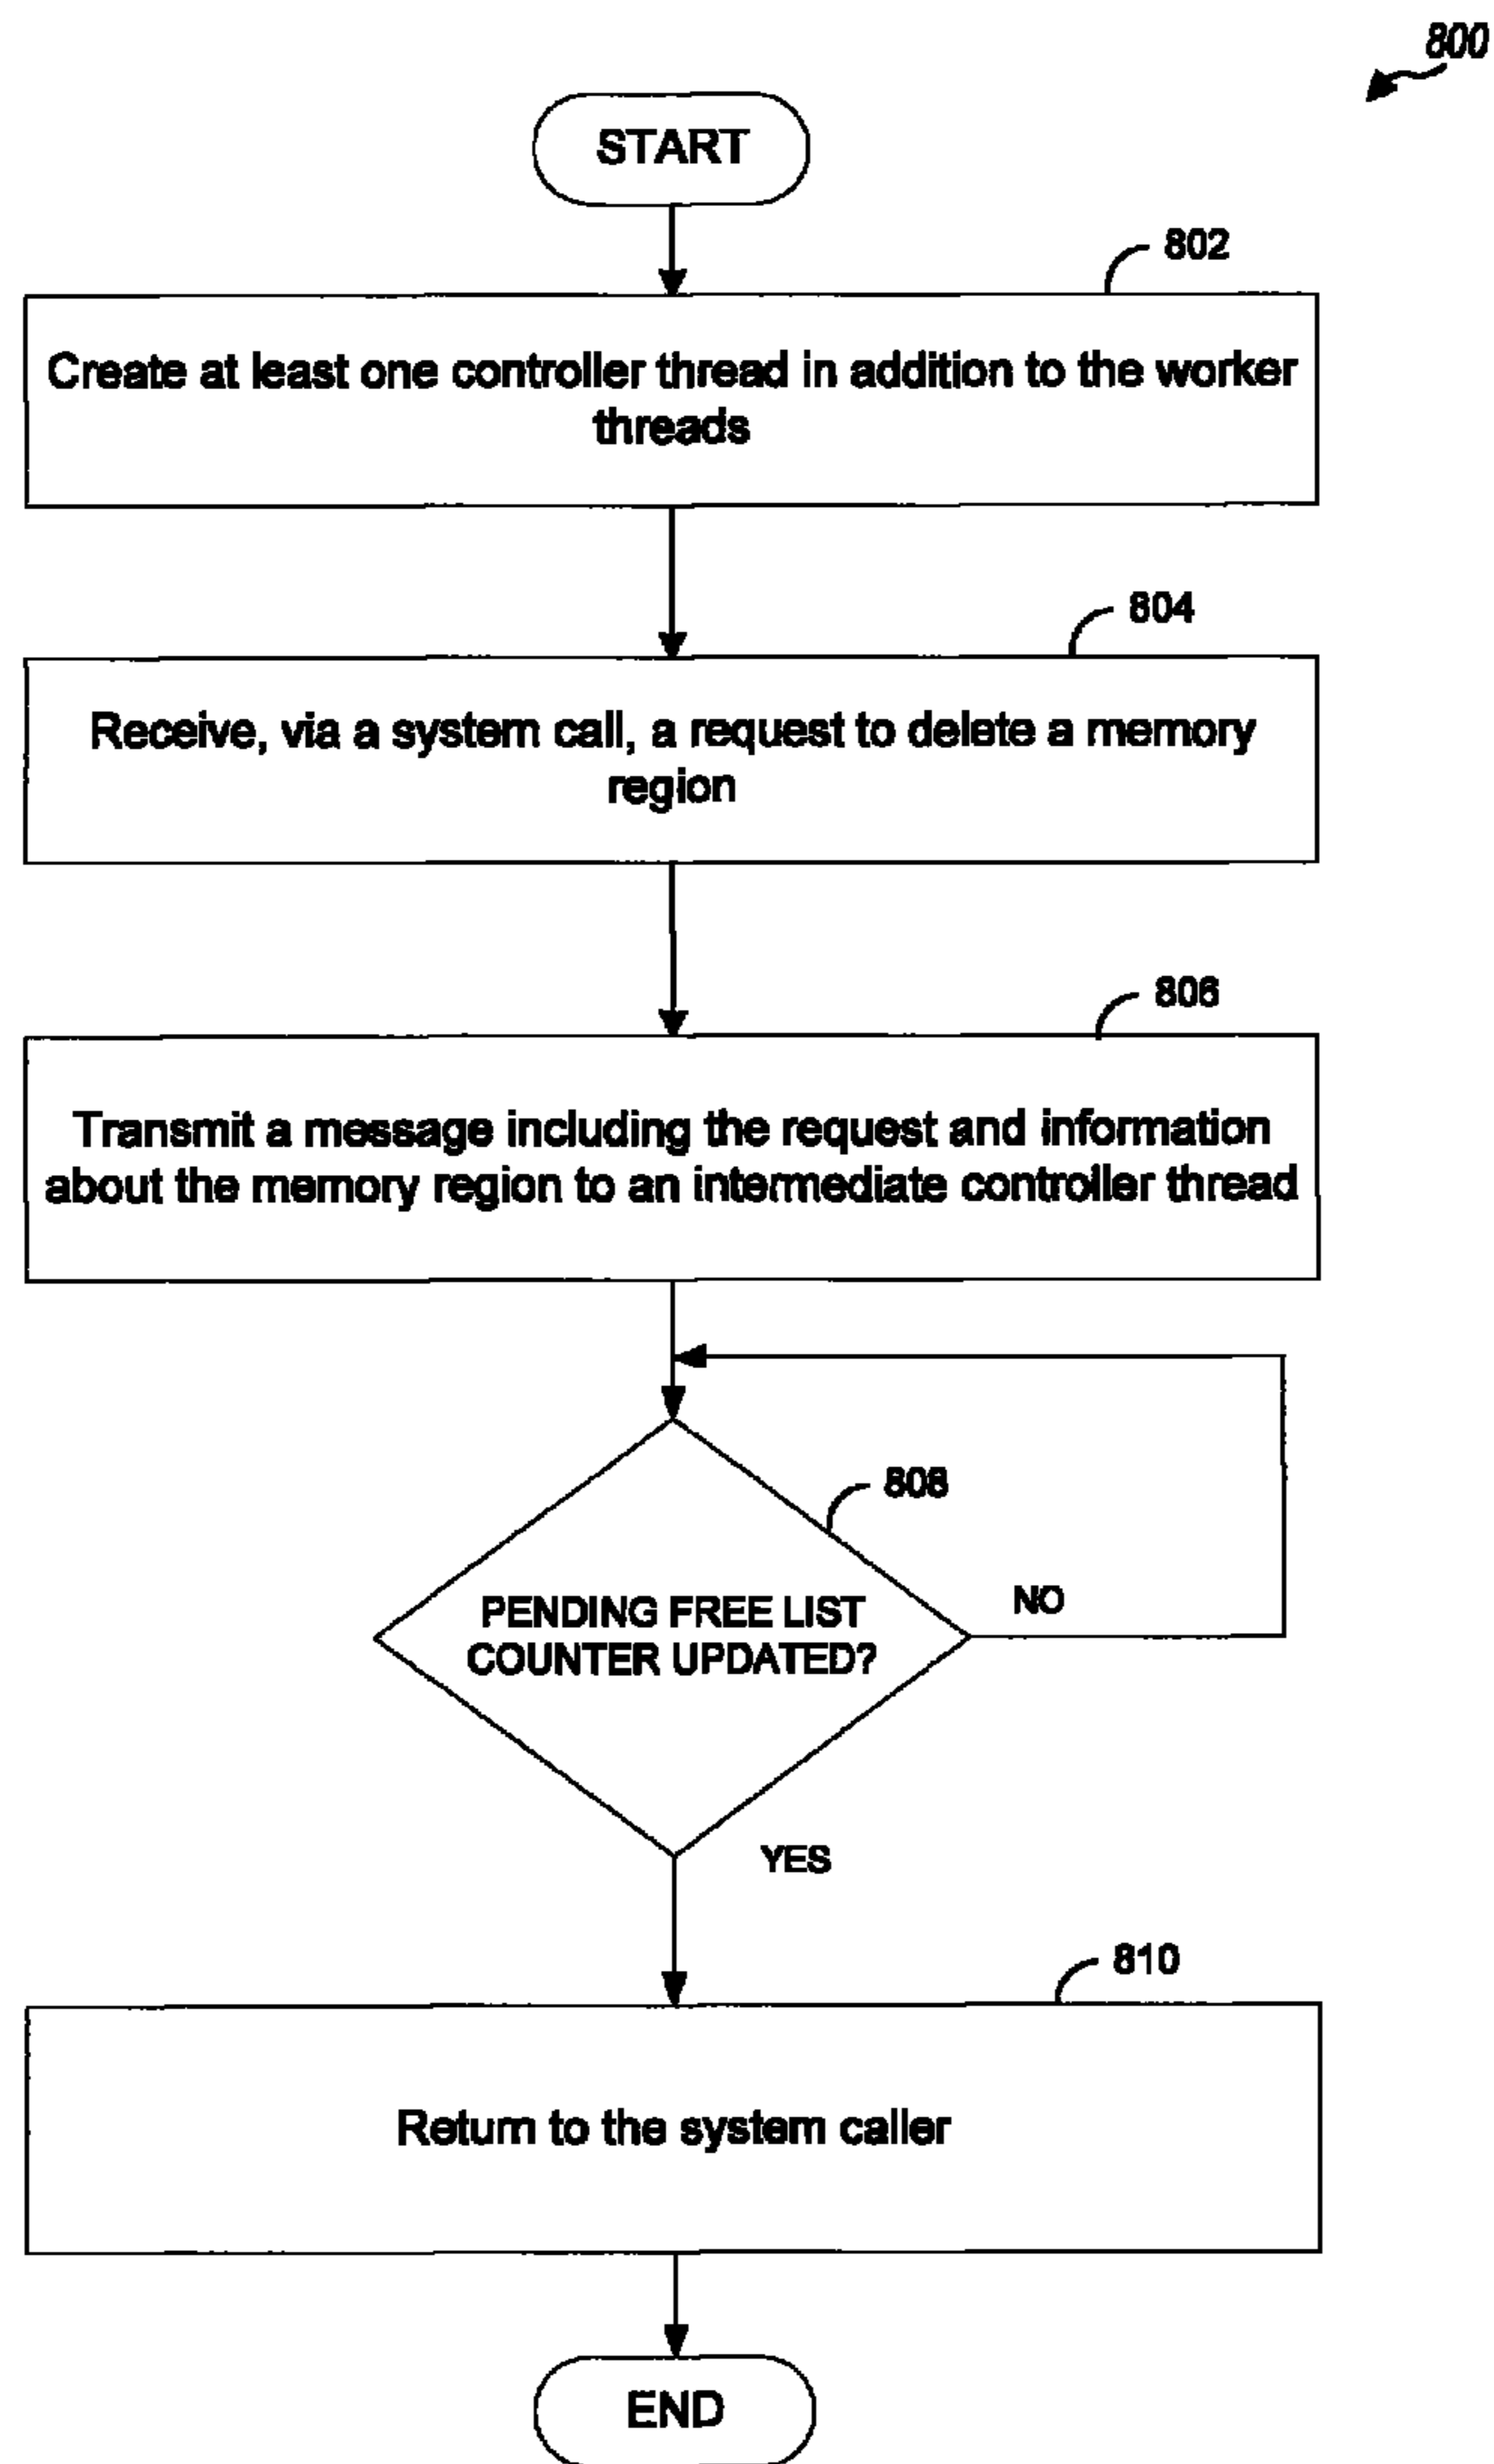 800
START
802
Create at least one controller thread in addition to the worker
threads
804
Receive, via a system call, a request to delete a memory
region
806
Transmit a message including the request and information
about the memory region to an intermediate controller thread
808
PENDING FREE LIST
COUNTER UPDATED?
NO
YES
810
Return to the system caller
END